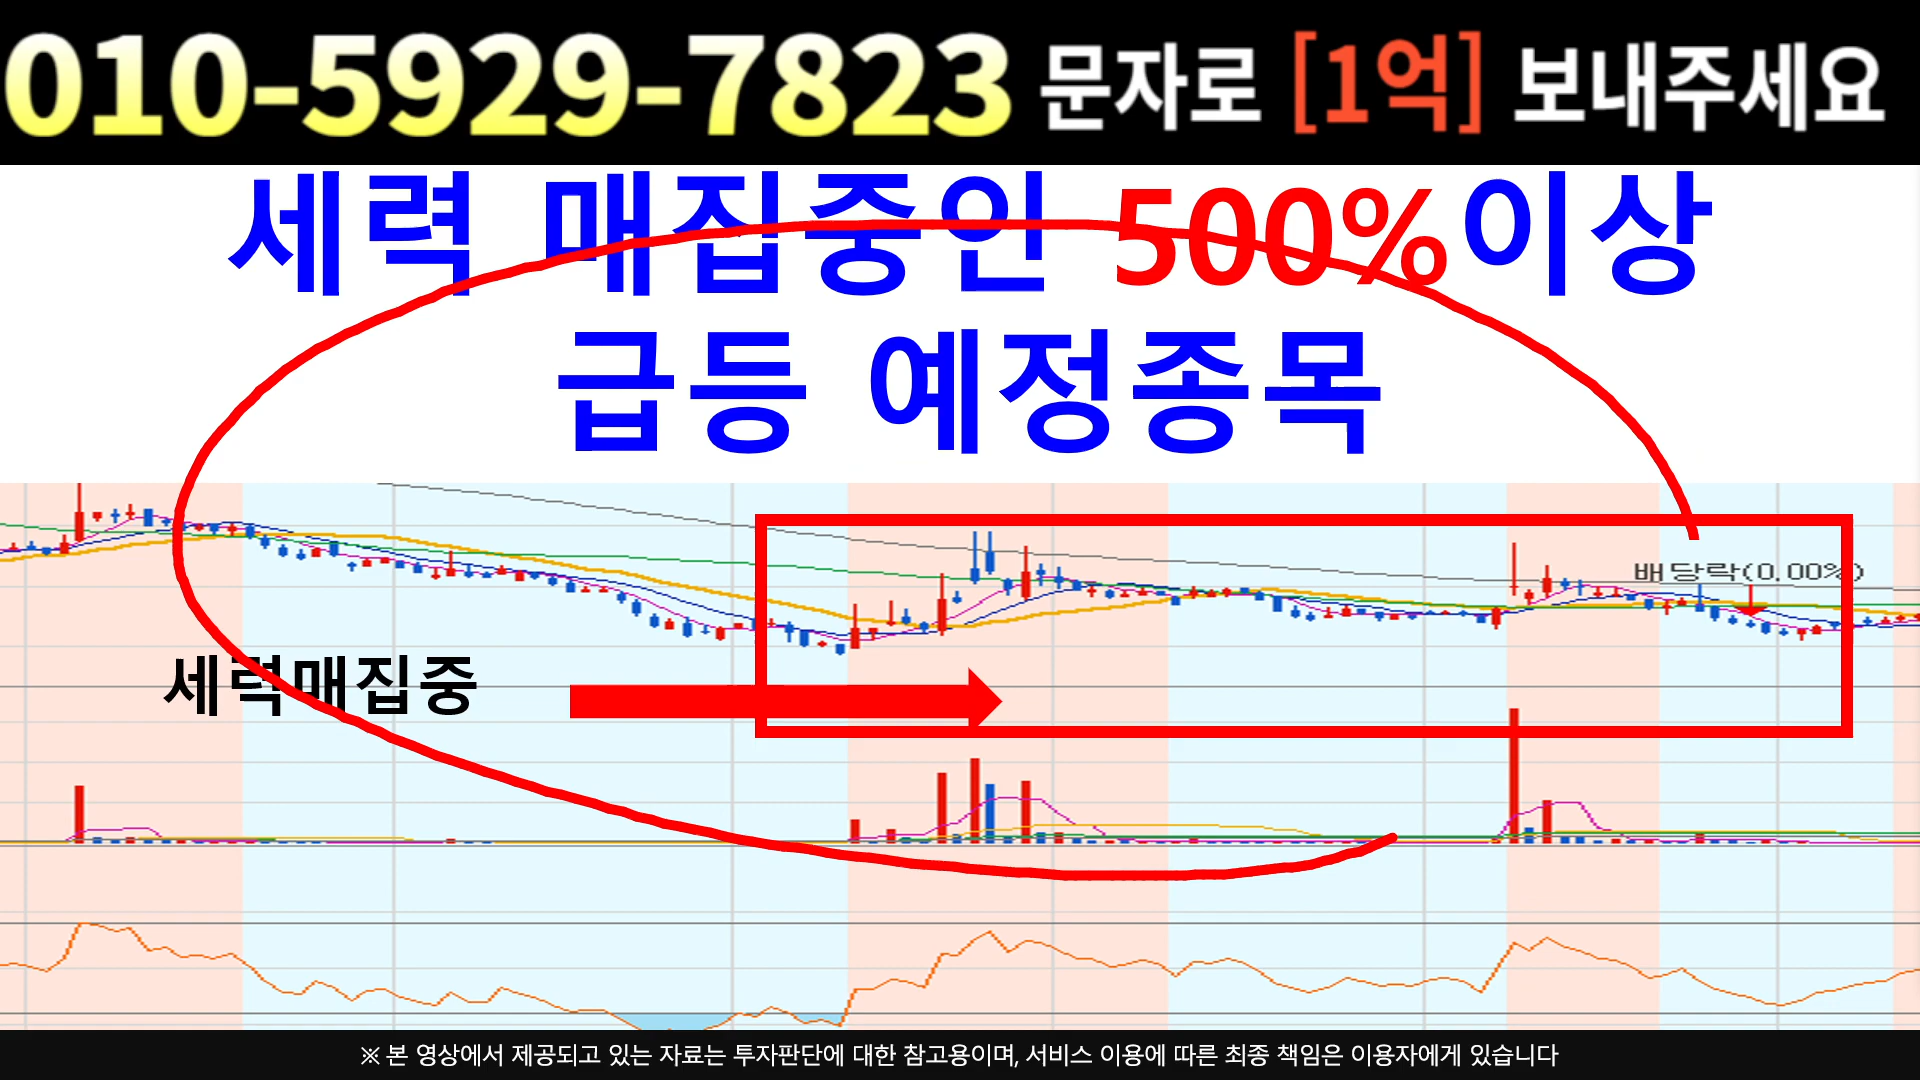 010-5929-7823 문자로 [1억] 보내주세요
세력 매집중인 500%이상
급등 예정종목
배당락(0.00%)
세력매집중
※ 본 영상에서 제공되고 있는 자료는 투자판단에 대한 참고용이며, 서비스 이용에 따른 최종 책임은 이용자에게 있습니다